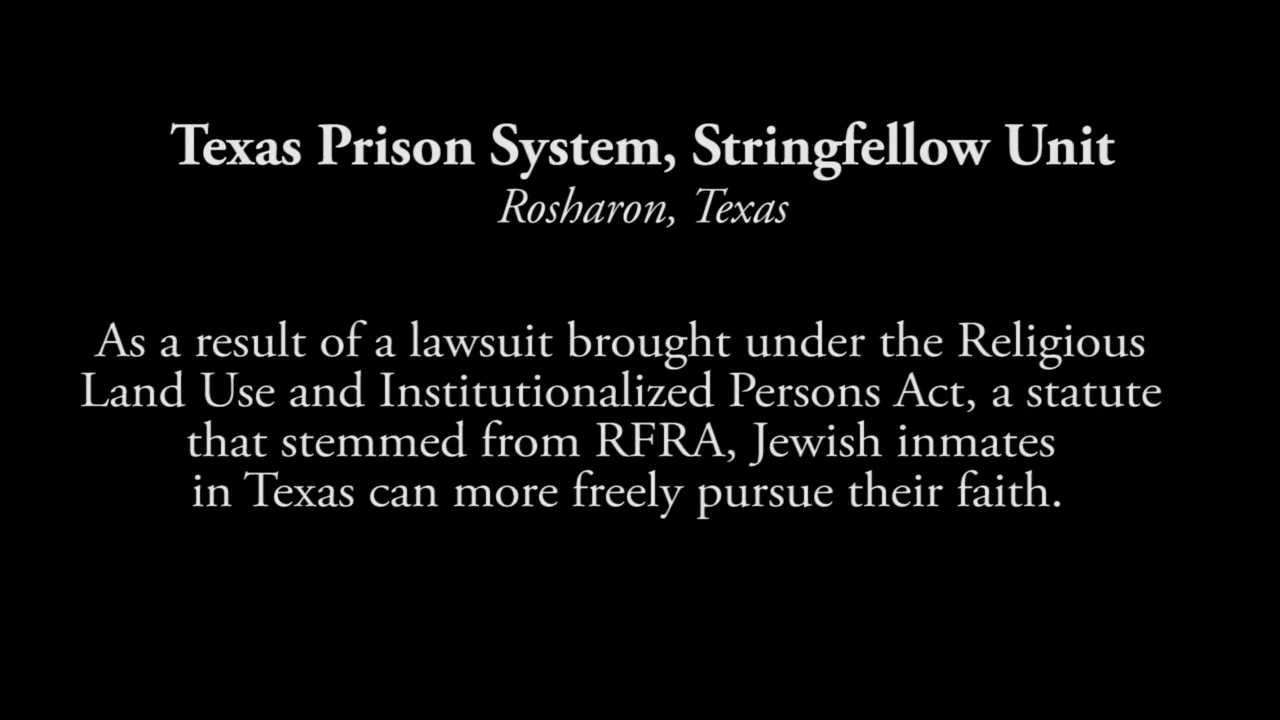 Texas Prison System, Stringfellow Unit
Rosharon, Texas
As a result of a lawsuit brought under the Religious
Land Use and Institutionalized Persons Act, a statute
that stemmed from RFRA, Jewish inmates
in Texas can more freely pursue their faith.